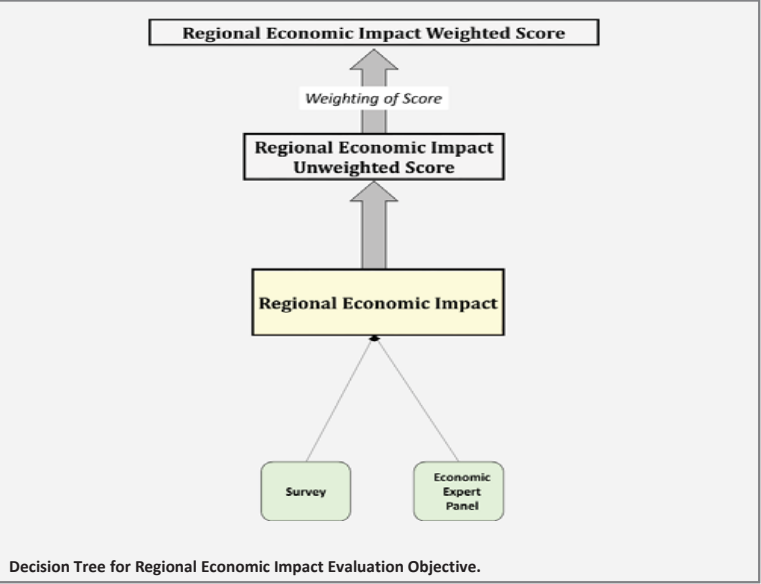 Regional Economic Impact Weighted Score
Weighting of Score
Regional Economic Impact
Unweighted Score
Regional Economic Impact
Survey
Economic
Expert
Panel
Decision Tree for Regional Economic Impact Evaluation Objective.